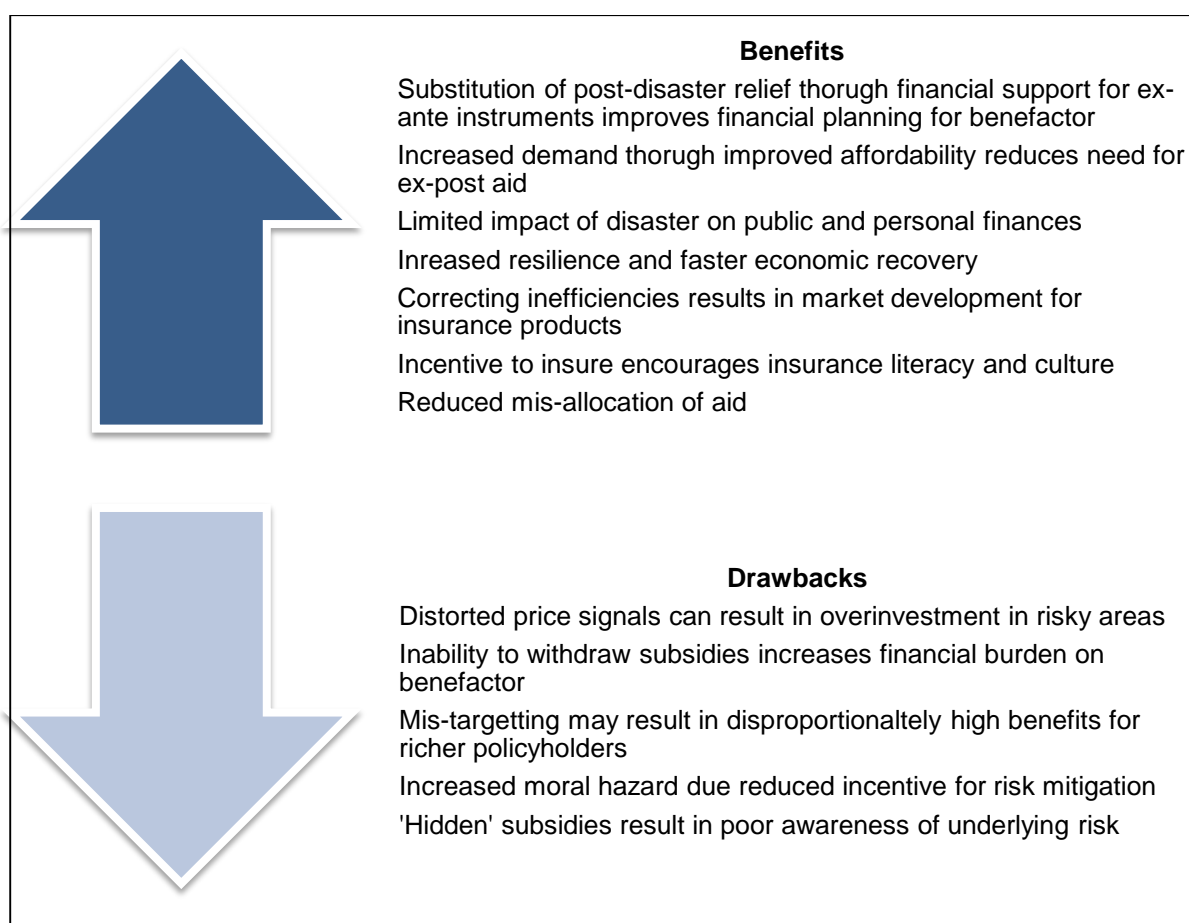 Benefits
Substitution of post-disaster relief thorugh financial support for ex-
ante instruments improves financial planning for benefactor
Increased demand thorugh improved affordability reduces need for
ex-post aid
Limited impact of disaster on public and personal finances
Inreased resilience and faster economic recovery
Correcting inefficiencies results in market development for
insurance products
Incentive to insure encourages insurance literacy and culture
Reduced mis-allocation of aid
Drawbacks
Distorted price signals can result in overinvestment in risky areas
Inability to withdraw subsidies increases financial burden on
benefactor
Mis-targetting may result in disproportionaltely high benefits for
richer policyholders
Increased moral hazard due reduced incentive for risk mitigation
'Hidden' subsidies result in poor awareness of underlying risk